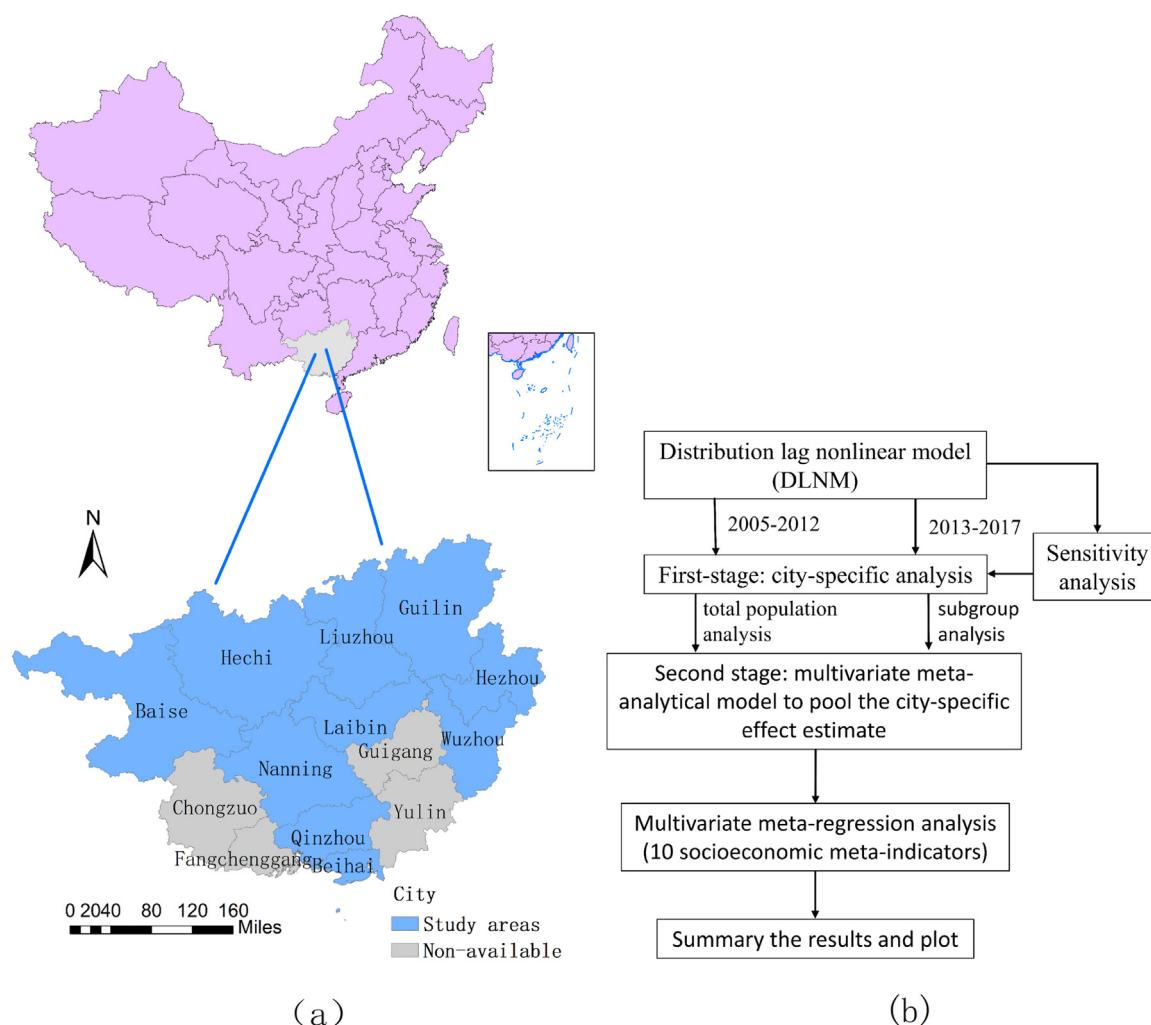 N
Guilin
Liuzhou
Hechi
Hezhou
Baise
Laibin
Wuzhou
Guigang
Nanning
Chongzuo
Yulin
Qinzhou
Fangchenggang
Beihai
City
Study areas
Non-available
0 2040 80 120 160
Miles
(a)
Distribution lag nonlinear model
(DLNM)
2005-2012
2013-2017
Sensitivity
analysis
First-stage: city-specific analysis
total population
analysis
subgroup
analysis
Second stage: multivariate meta-
analytical model to pool the city-specific
effect estimate
Multivariate meta-regression analysis
(10 socioeconomic meta-indicators)
Summary the results and plot
(b)